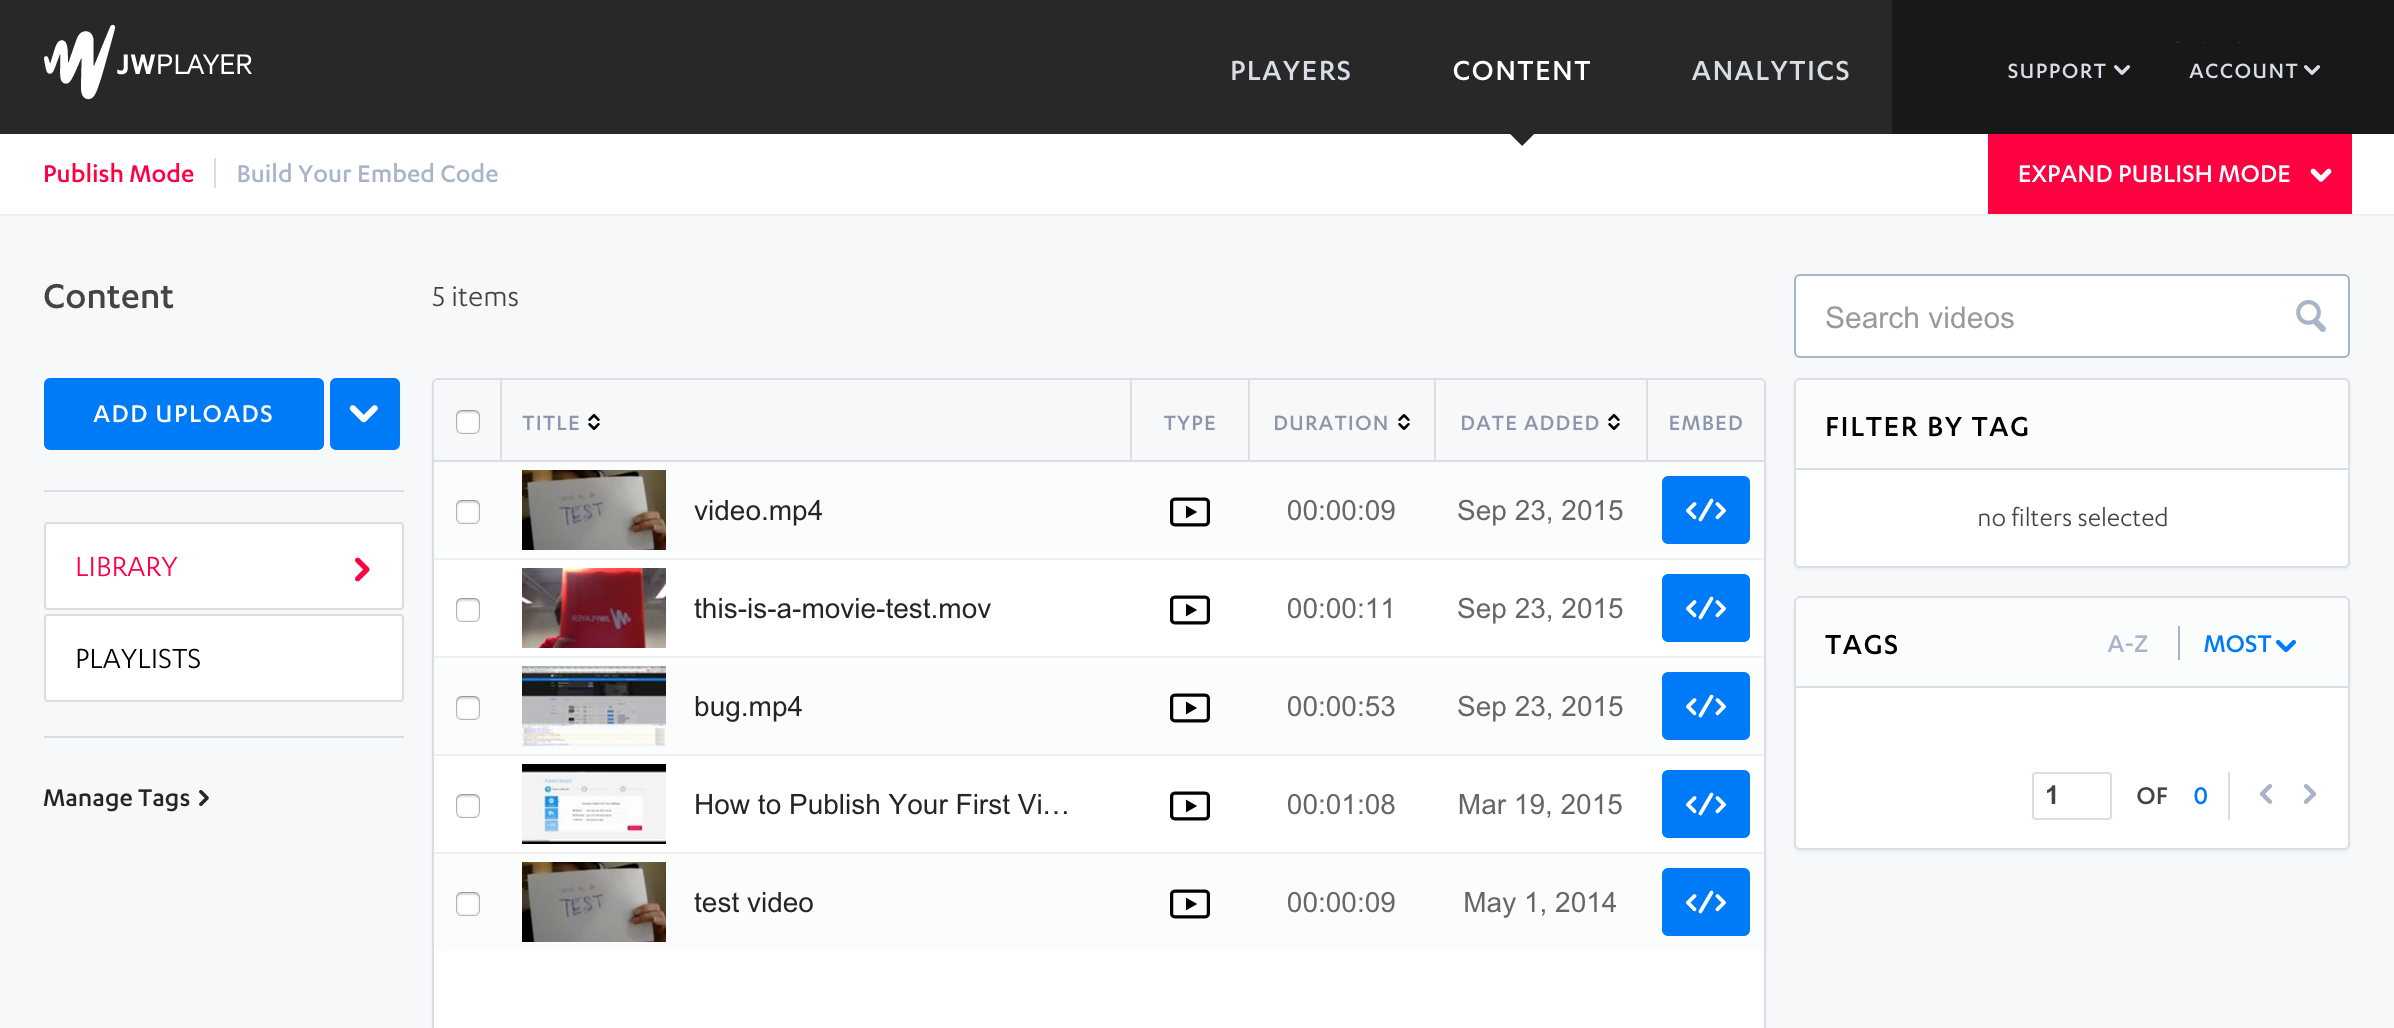 JWPLAYER
PLAYERS
CONTENT
ANALYTICS
SUPPORT
ACCOUNT
Publish Mode
Build Your Embed Code
EXPAND PUBLISH MODE
Content
5 items
Search videos
ADD UPLOADS
LIBRARY
PLAYLISTS
Manage Tags
TITLE
TYPE
DURATION
DATE ADDED
EMBED
TEST
video.mp4
00:00:09
Sep 23, 2015
</>
JWPLAYER
this-is-a-movie-test.mov
00:00:11
Sep 23, 2015
</>
bug.mp4
00:00:53
Sep 23, 2015
</>
How to Publish Your First Vi...
00:01:08
Mar 19, 2015
</>
TEST
test video
00:00:09
May 1, 2014
</>
FILTER BY TAG
no filters selected
TAGS
A-Z
MOST
1 OF 0